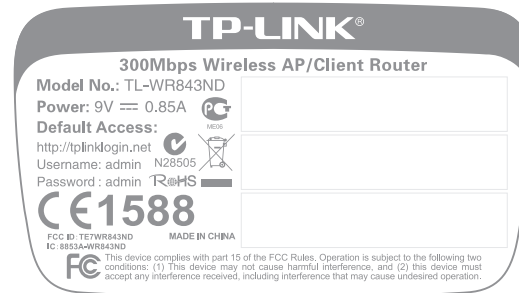 TP-LINK®
300Mbps Wireless AP/Client Router
Model No.: TL-WR843ND
Power: 9V 0.85A
ME06
Default Access:
http://tplinklogin.net
N28505
Username: admin
Password : admin RoHS
CE1588
FCC ID: TE7WR843ND MADE IN CHINA
IC: 8853A-WR843ND
FC This device complies with part 15 of the FCC Rules. Operation is subject to the following two
conditions: (1) This device may not cause harmful interference, and (2) this device must
accept any interference received, including interference that may cause undesired operation.